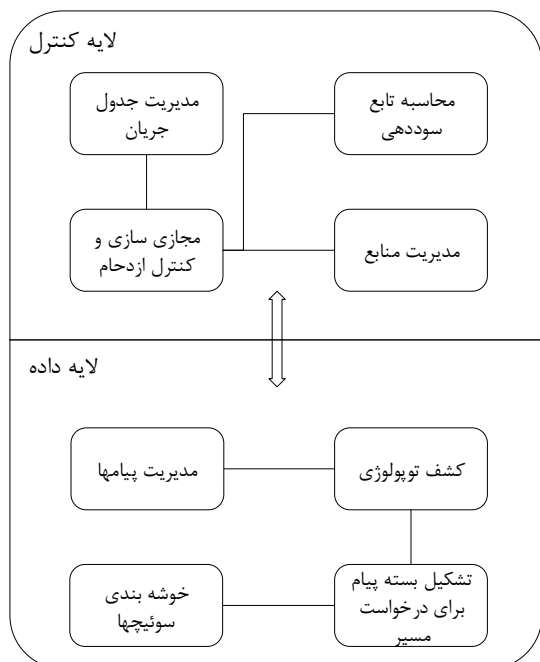 لایه کنترل
محاسبه تابع
سوددهی
مدیریت جدول
جریان
مدیریت منابع
مجازی سازی و
کنترل ازدحام
لایه داده
کشف توپولوژی
مدیریت پیامها
تشکیل بسته پیام
برای درخواست
مسیر
خوشه بندی
سوئیچها